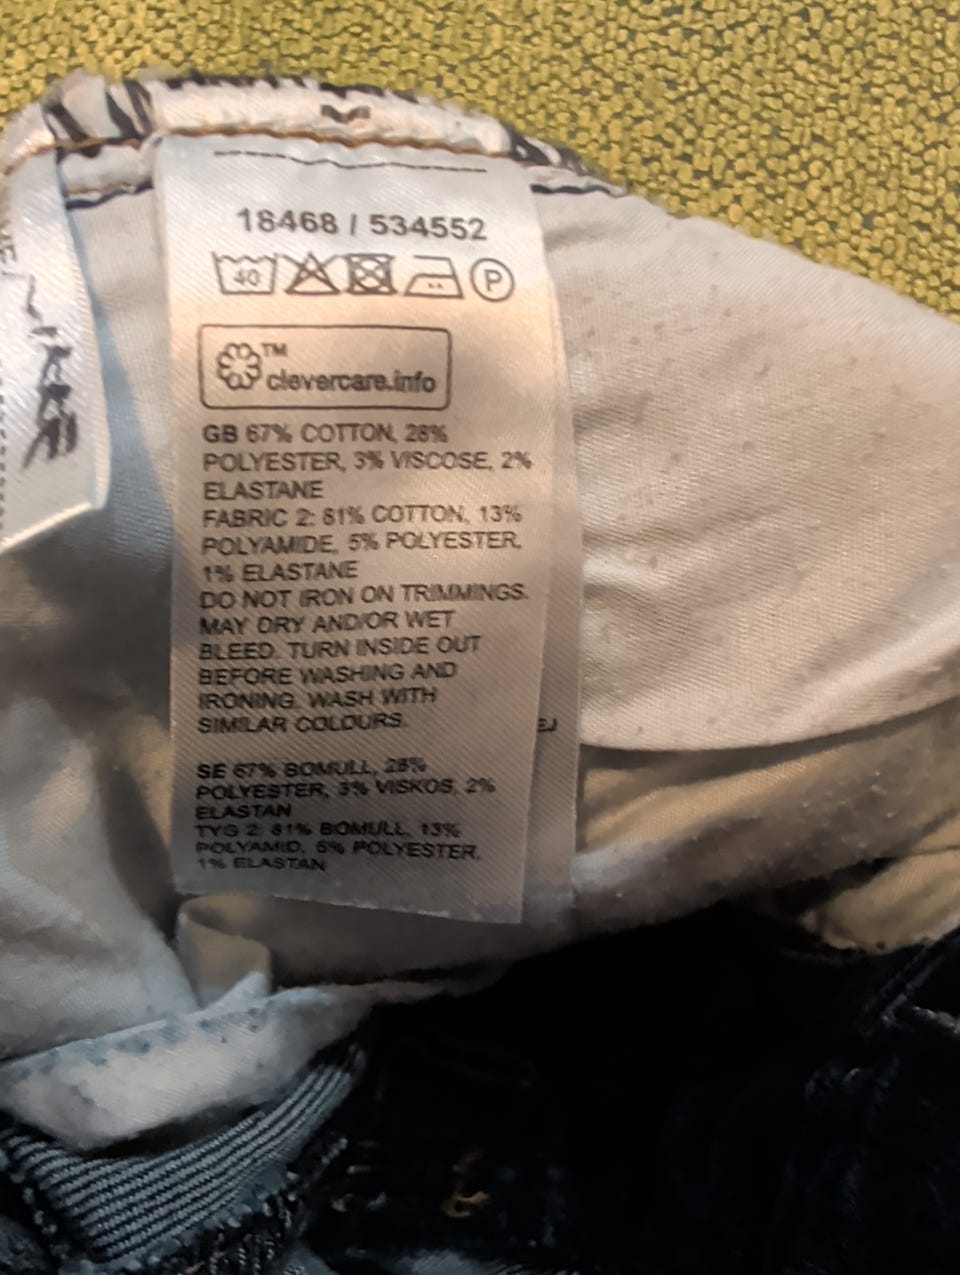 18468 / 534552
40 P
TM
clevercare.info
GB 67% COTTON, 28%
POLYESTER, 3% VISCOSE, 2%
ELASTANE
FABRIC 2: 81% COTTON, 13%
POLYAMIDE, 5% POLYESTER,
1% ELASTANE
DO NOT IRON ON TRIMMINGS.
MAY DRY AND/OR WET
BLEED. TURN INSIDE OUT
BEFORE WASHING AND
IRONING. WASH WITH
SIMILAR COLOURS.
SE 67% BOMULL, 28%
POLYESTER, 3% VISKOS, 2%
ELASTAN
TYG 2: 81% BOMULL, 13%
POLYAMID, 5% POLYESTER,
1% ELASTAN
EJ